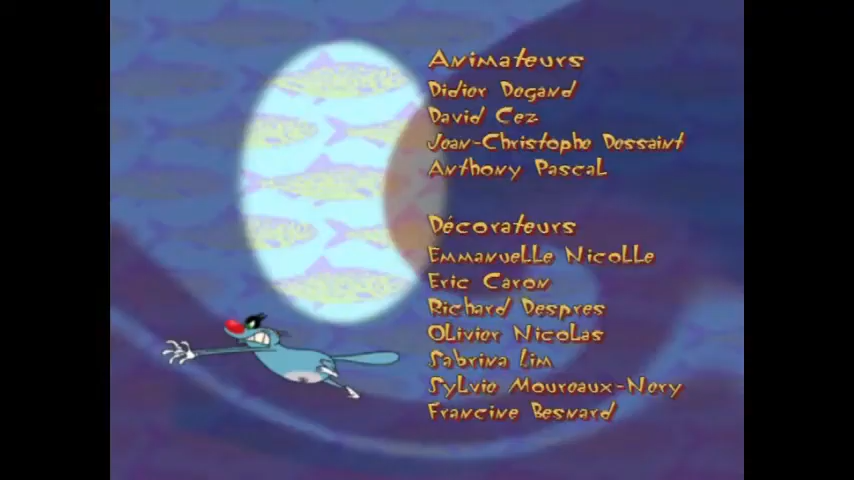 Animateurs
Didier Degand
David Cez
Jean-Christophe Dessaint
Anthony Pascal
Décorateurs
Emmanuelle Nicolle
Eric Caron
Richard Despres
Olivier Nicolas
Sabrina Lim
Sylvie Moureaux-Nery
Francine Besnard